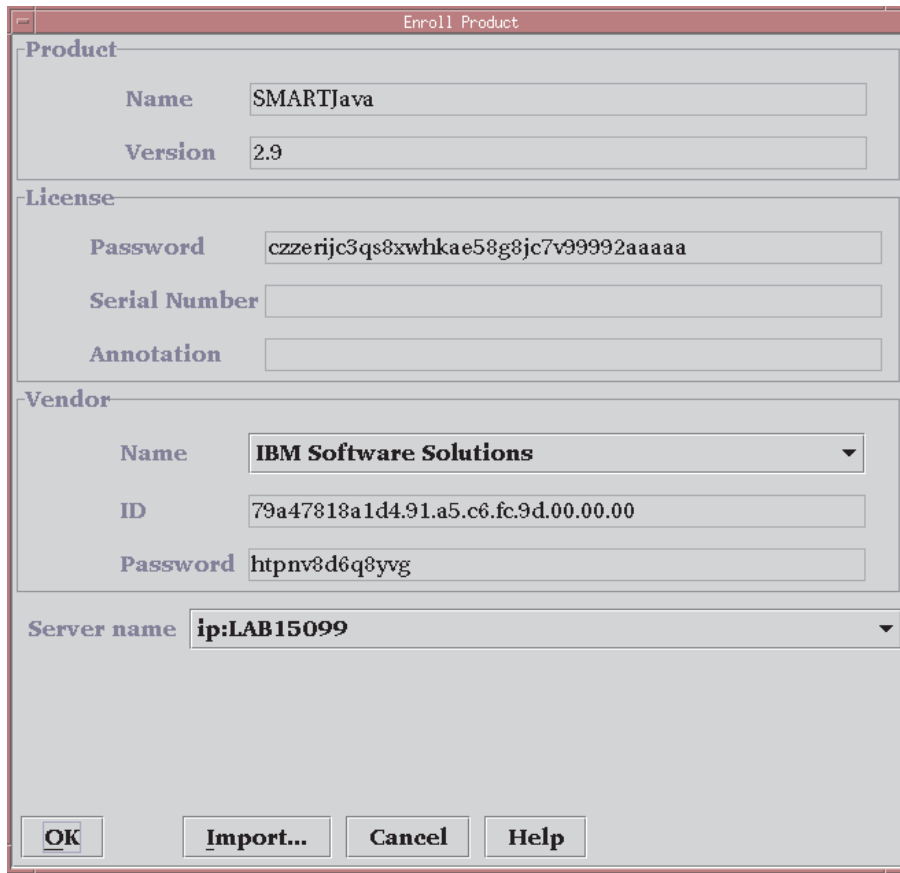 Enroll Product
Product
Name SMARTJava
Version 2.9
License
Password czzerijc3qs8xwhkae58g8jc7v99992aaaaa
Serial Number
Annotation
Vendor
Name IBM Software Solutions
ID 79a47818a1d4.91.a5.c6.fc.9d.00.00.00
Password htpnv8d6q8yvg
Server name ip:LAB15099
OK Import... Cancel Help